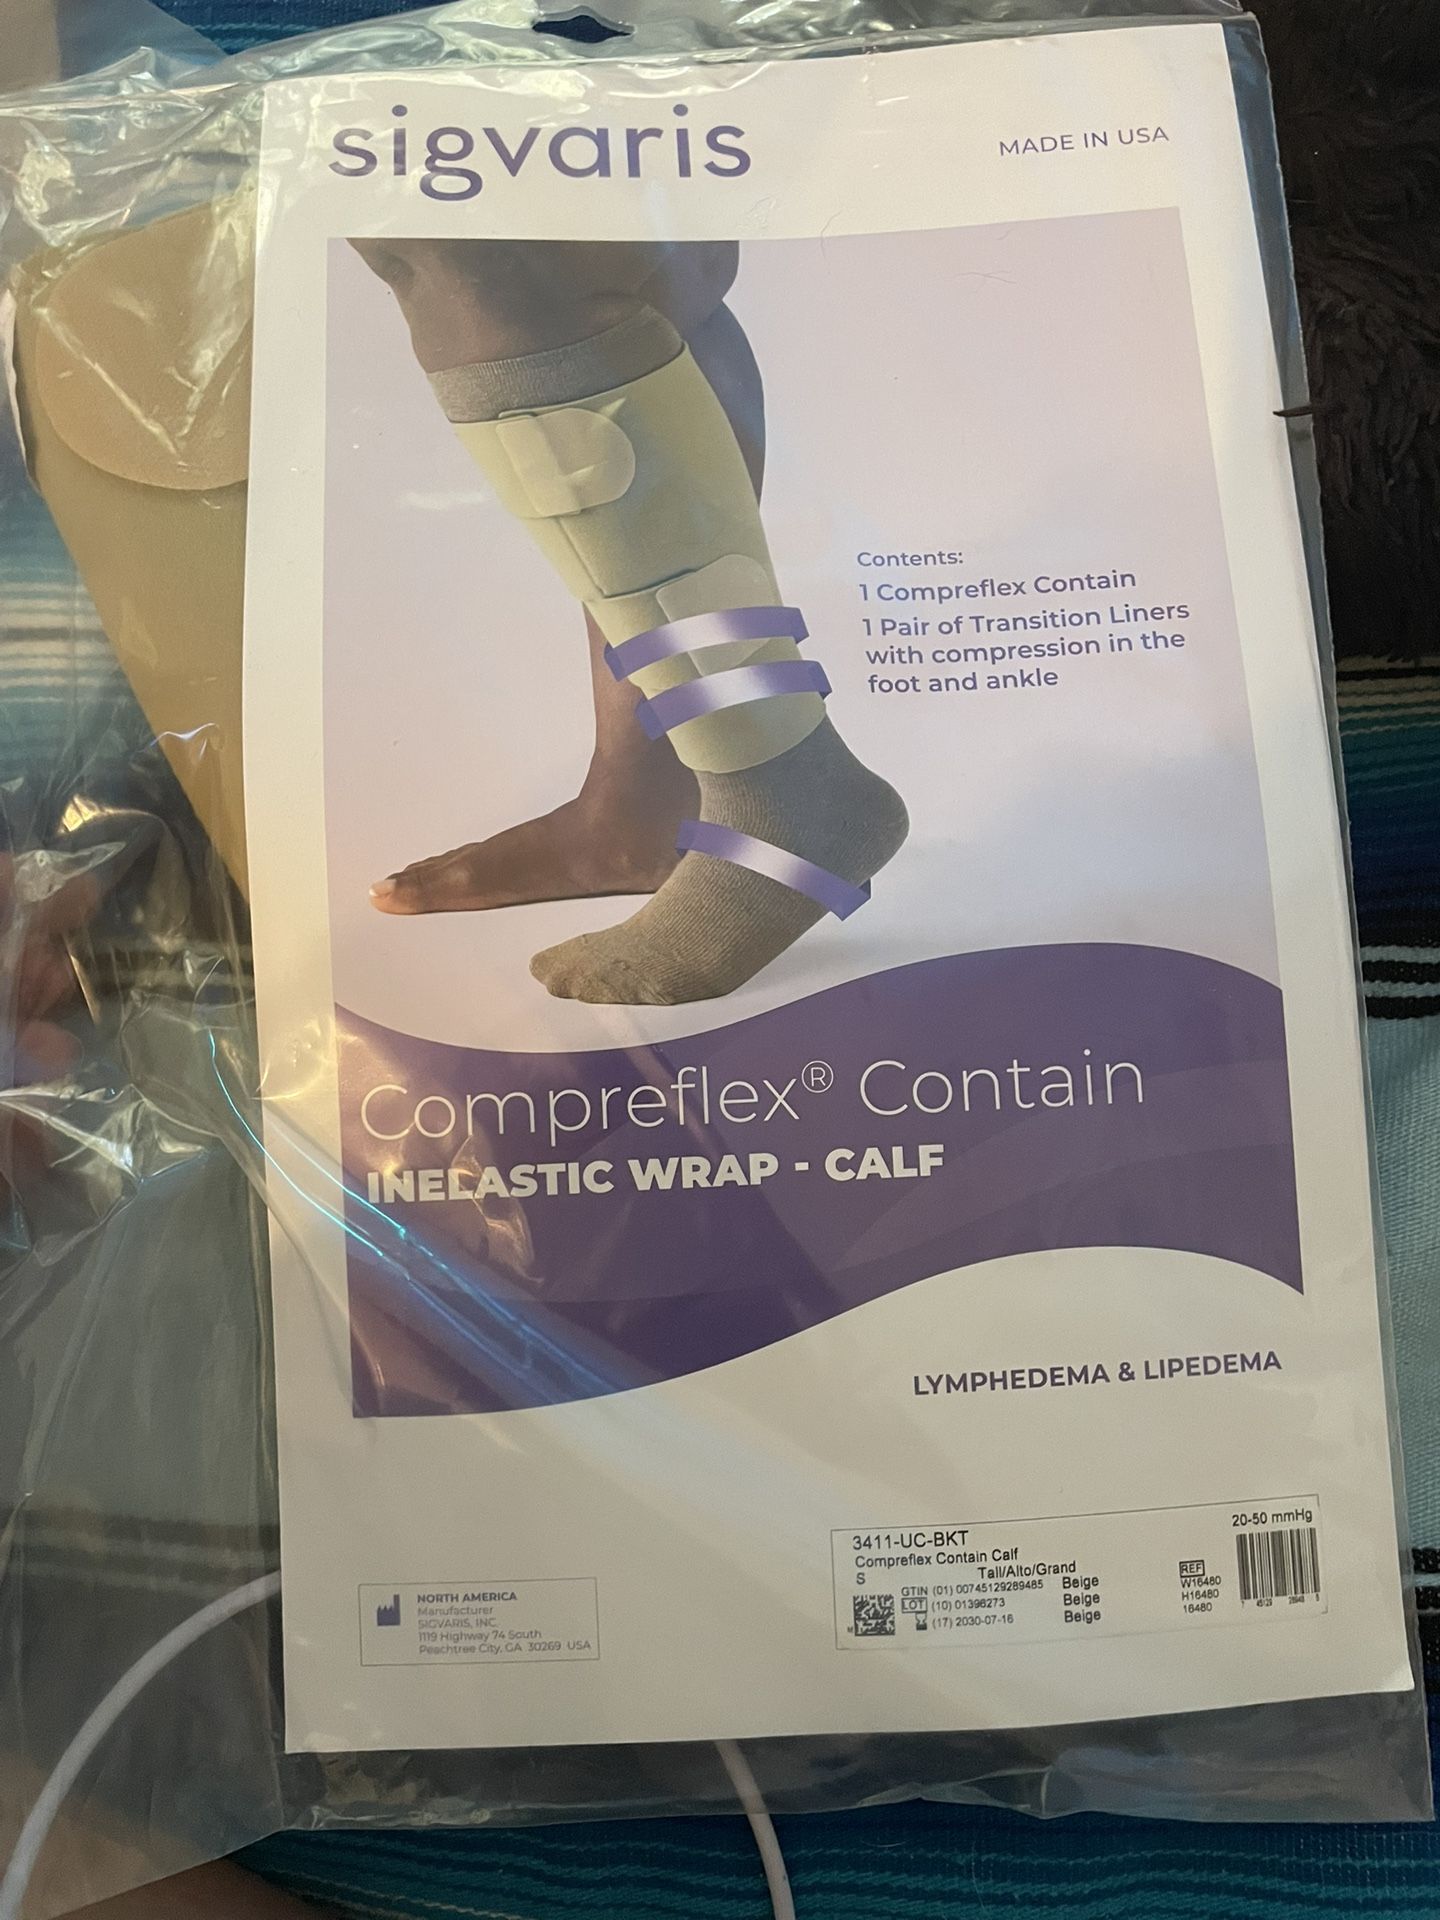 sigvaris
MADE IN USA
Contents:
1 Compreflex Contain
1 Pair of Transition Liners
with compression in the
foot and ankle
Compreflex® Contain
INELASTIC WRAP - CALF
LYMPHEDEMA & LIPEDEMA
NORTH AMERICA
Manufacturer
SIGVARIS, INC.
1119 Highway 74 South
Peachtree City, GA 30269 USA
3411-UC-BKT
20-50 mmHg
Compreflex Contain Calf
S Tall/Alto/Grand
GTIN (01) 00745129289485 Beige
LOT (10) 01396273 Beige
(17) 2030-07-16 Beige
REF
W16480
H16480
16480